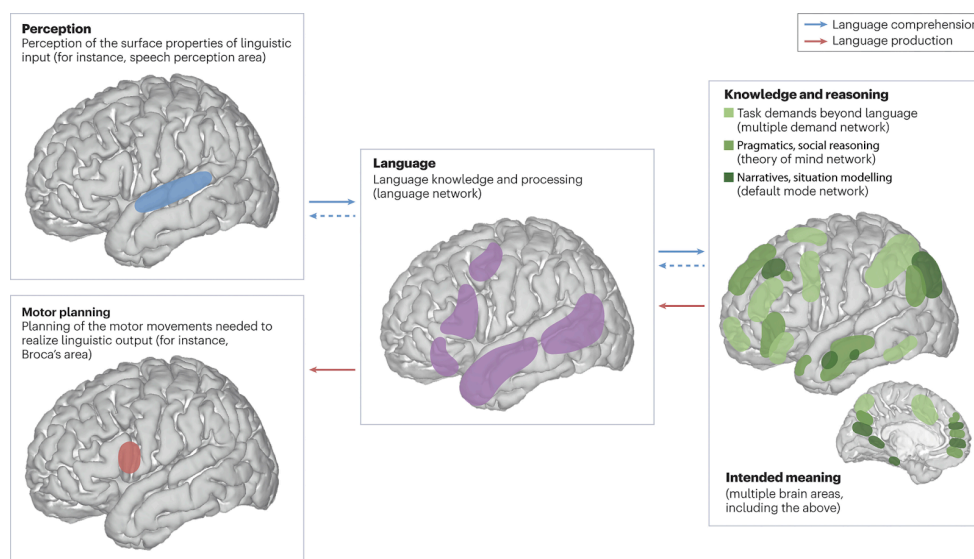 Perception
Perception of the surface properties of linguistic
input (for instance, speech perception area)
Motor planning
Planning of the motor movements needed to
realize linguistic output (for instance,
Broca's area)
Language
Language knowledge and processing
(language network)
Language comprehension
Language production
Knowledge and reasoning
Task demands beyond language
(multiple demand network)
Pragmatics, social reasoning
(theory of mind network)
Narratives, situation modelling
(default mode network)
Intended meaning
(multiple brain areas,
including the above)